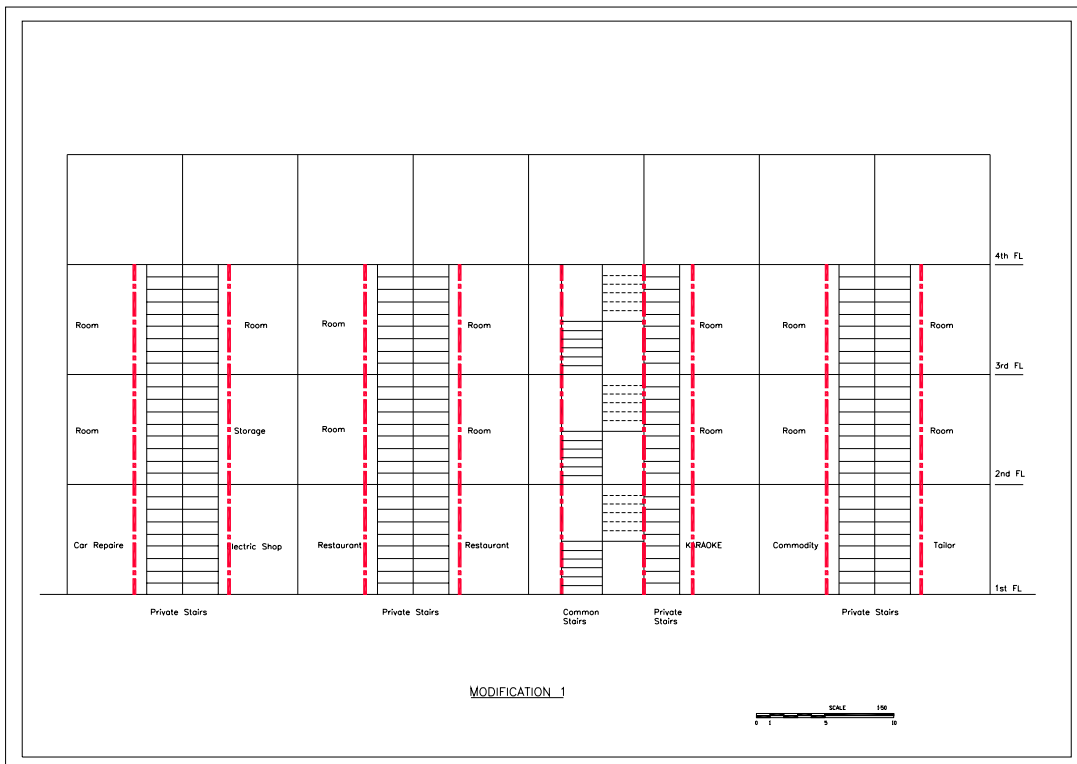 4th FL
Room Room Room Room Room Room Room
3rd FL
Room Storage Room Room Room Room Room
2nd FL
Car Repaire lectric Shop Restaurant Restaurant KARAOKE Commodity Tailor
1st FL
Private Stairs Private Stairs Common Stairs Private Stairs Private Stairs
MODIFICATION 1
SCALE 1:50
0 1 5 10